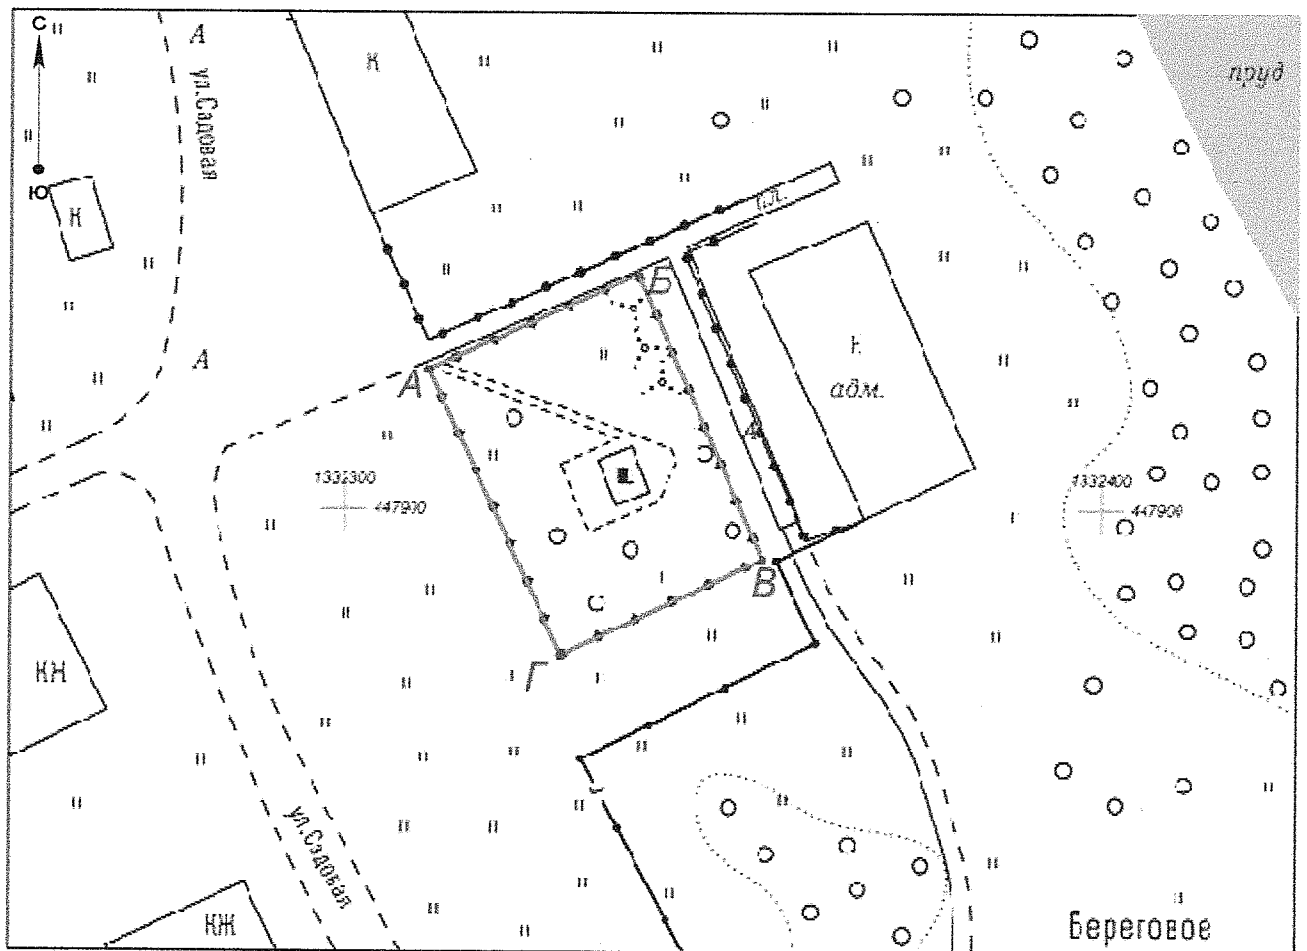 С
Ю
А
ул.Садовая
К
пруд
К
пл.
Б
А
А
К
адм.
А
1332300
447900
1332400
447900
В
Г
КН
ул.Садовая
КЖ
Береговое